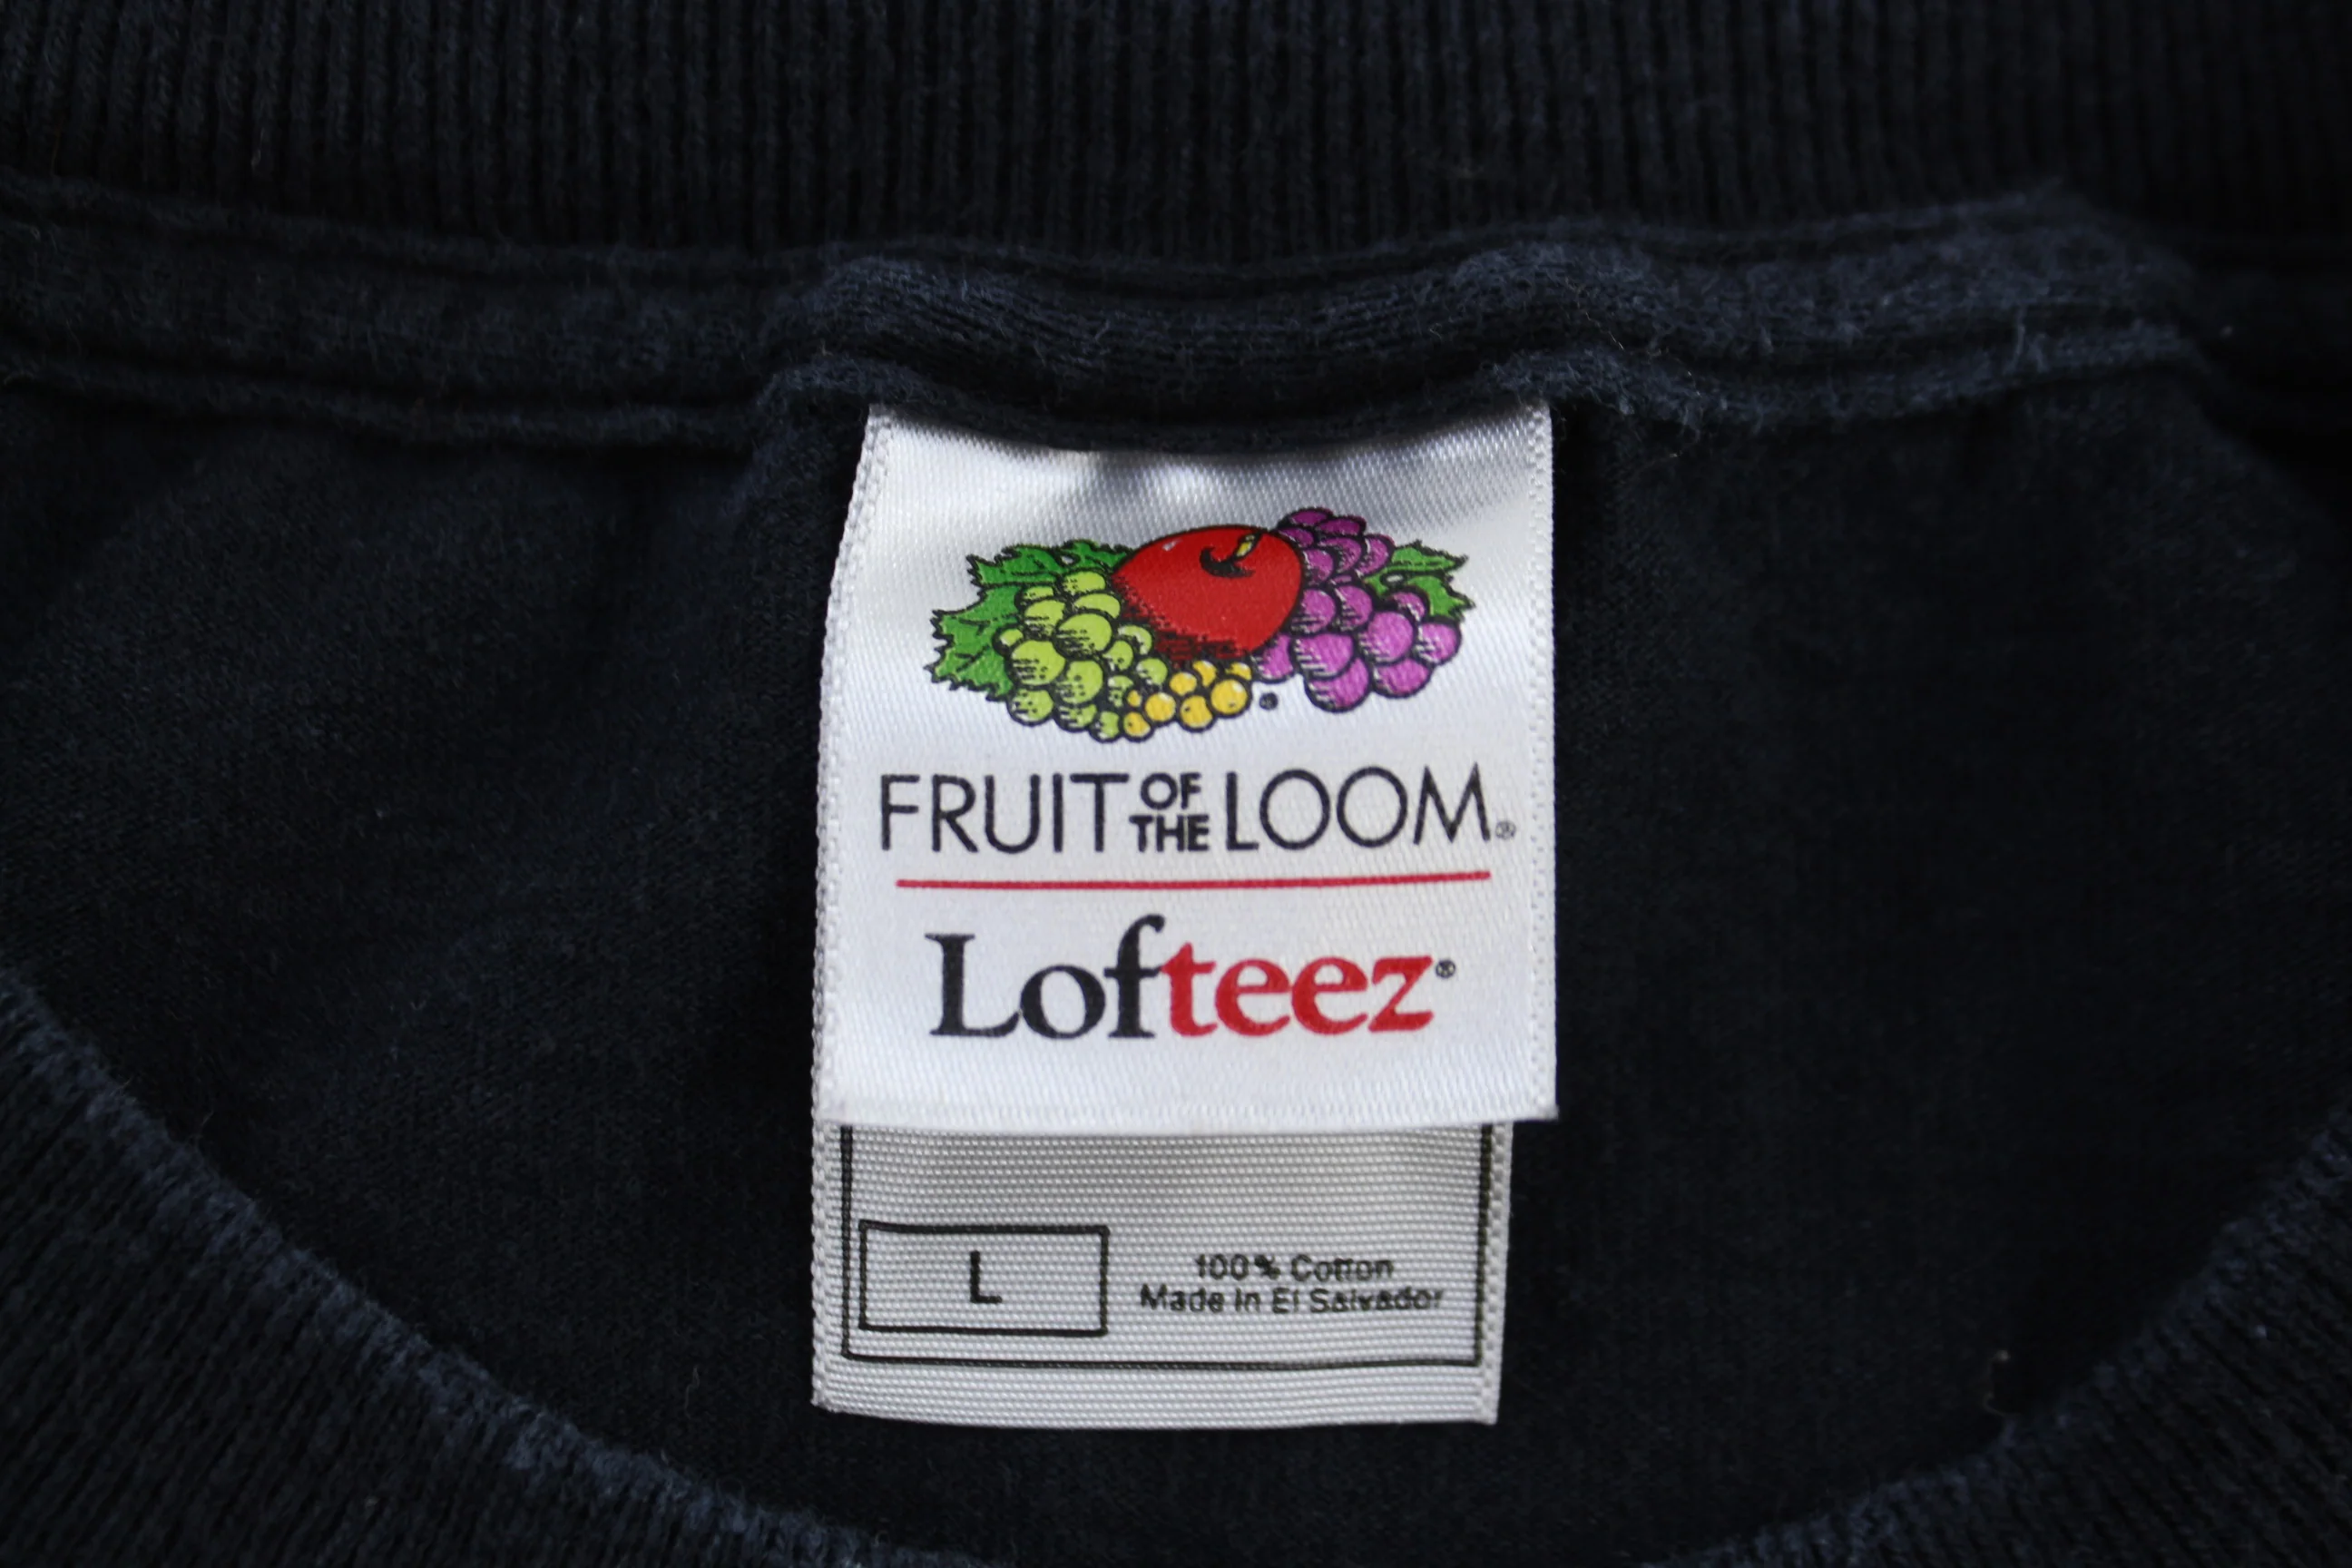 FRUIT OF THE LOOM®
Lofteez®
L
100% Cotton
Made in El Salvador